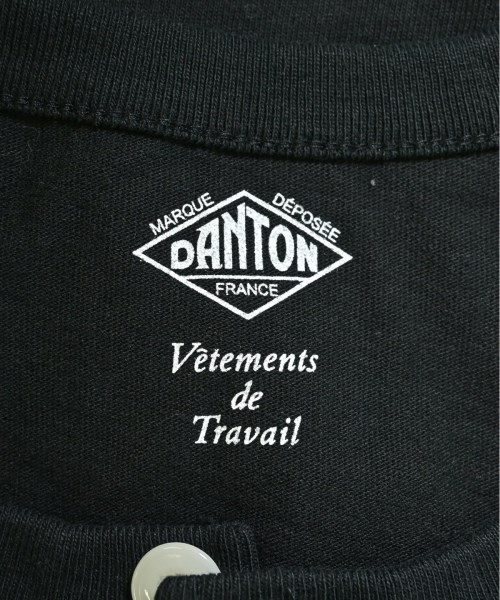 MARQUE DÉPOSÉE
DANTON
FRANCE
Vêtements
de
Travail